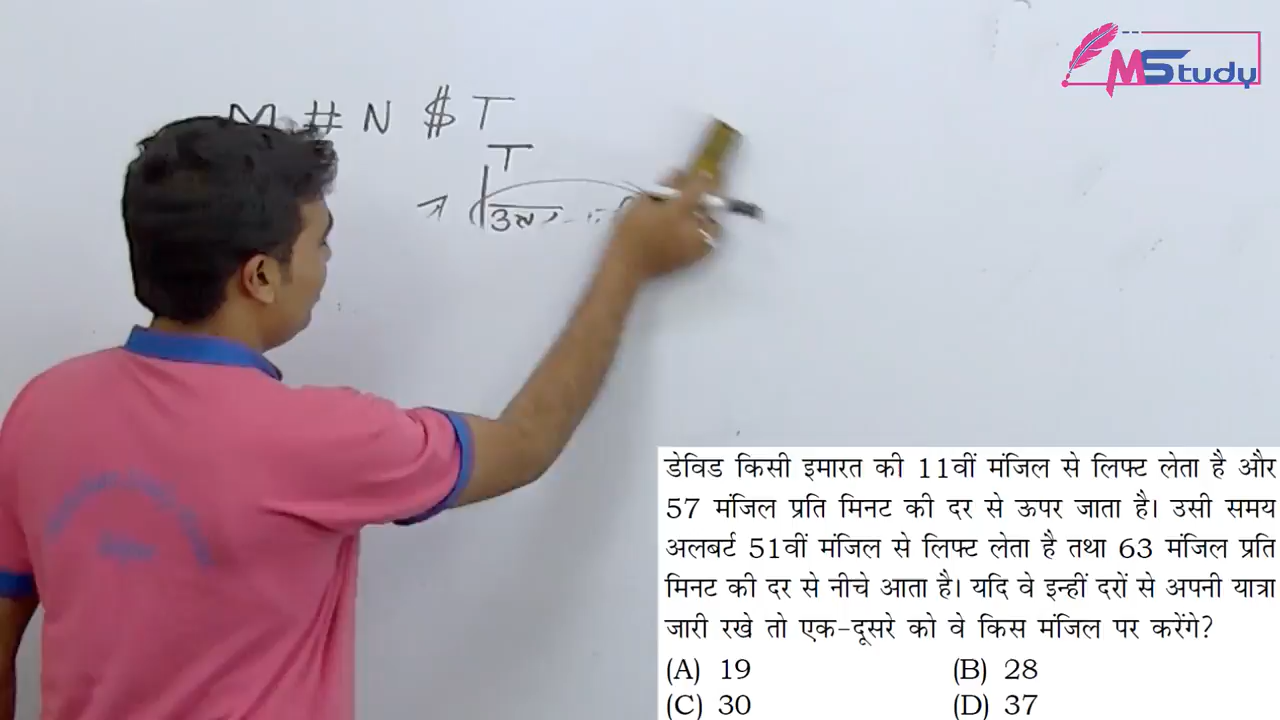 MStudy
M # N $ T
T
डेविड किसी इमारत की 11वीं मंजिल से लिफ्ट लेता है और
57 मंजिल प्रति मिनट की दर से ऊपर जाता है। उसी समय
अलबर्ट 51वीं मंजिल से लिफ्ट लेता है तथा 63 मंजिल प्रति
मिनट की दर से नीचे आता है। यदि वे इन्हीं दरों से अपनी यात्रा
जारी रखे तो एक-दूसरे को वे किस मंजिल पर करेंगे?
(A) 19 (B) 28
(C) 30 (D) 37